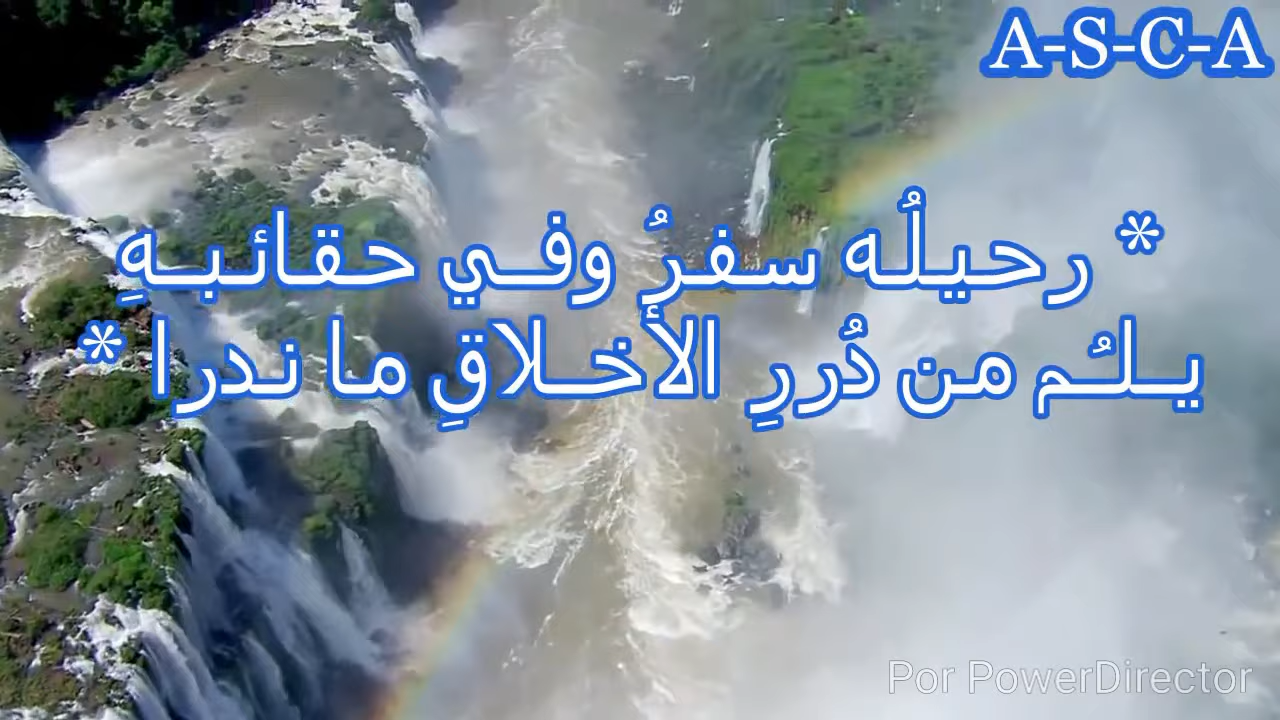 A-S-C-A
* رحيلُه سفرُ وفي حقائبهِ
يلُم من دُررِ الأخلاقِ ما ندرا *
Por PowerDirector